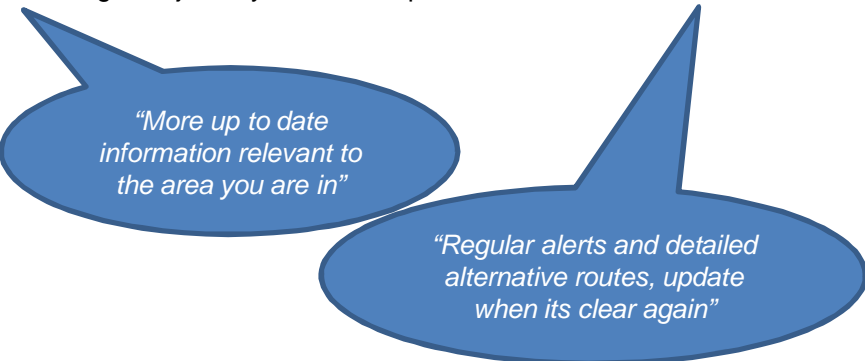 “More up to date
information relevant to
the area you are in”
“Regular alerts and detailed
alternative routes, update
when its clear again”